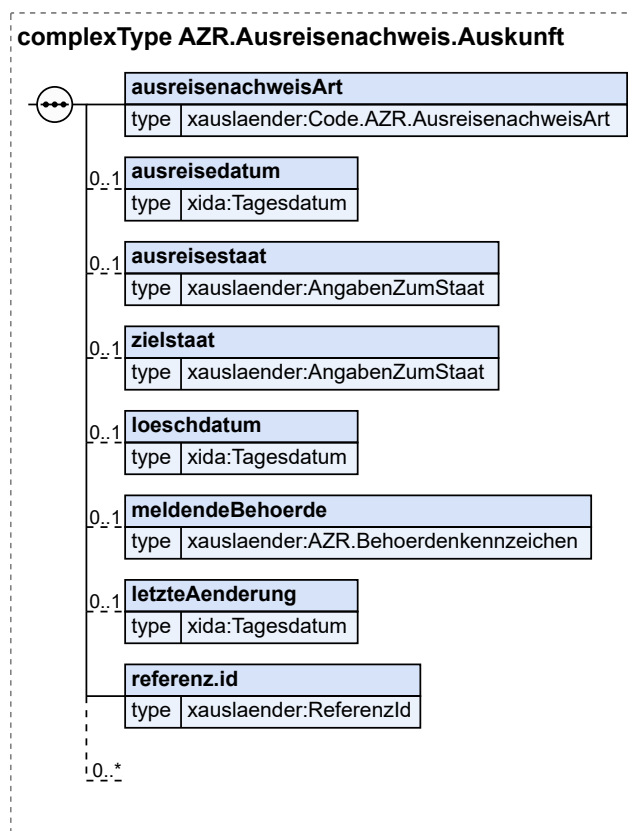 complexType AZR.Ausreisenachweis.Auskunft
ausreisenachweisArt
type xauslaender:Code.AZR.AusreisenachweisArt
0..1 ausreisedatum
type xida:Tagesdatum
0..1 ausreisestaat
type xauslaender:AngabenZumStaat
0..1 zielstaat
type xauslaender:AngabenZumStaat
0..1 loeschdatum
type xida:Tagesdatum
0..1 meldendeBehoerde
type xauslaender:AZR.Behoerdenkennzeichen
0..1 letzteAenderung
type xida:Tagesdatum
referenz.id
type xauslaender:ReferenzId
0..*